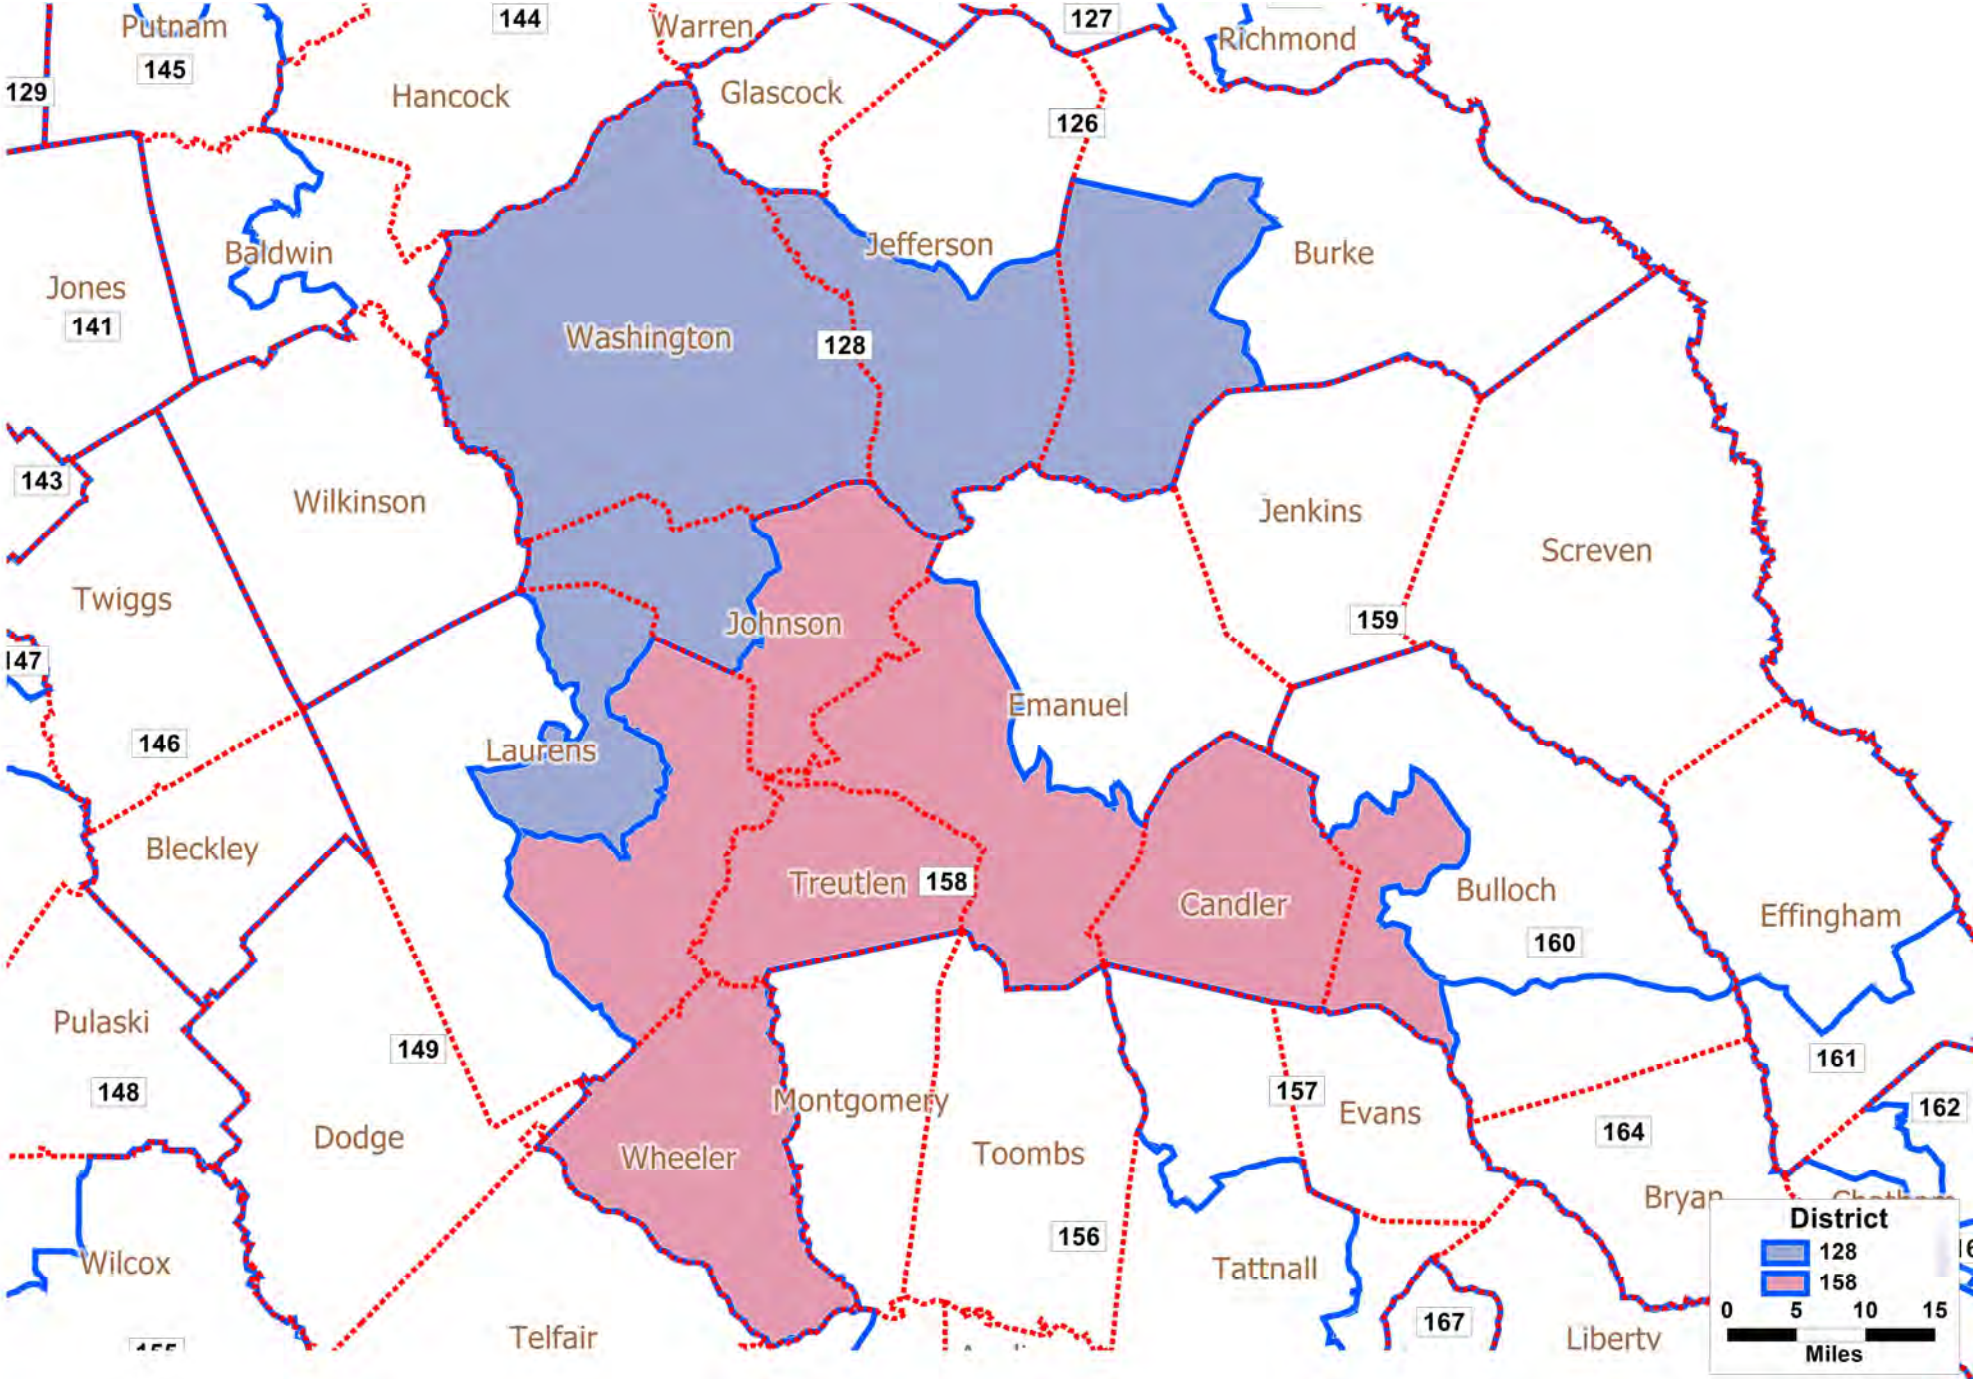 Putnam
144
Warren
127
Richmond
145
129
Hancock
Glascock
126
Baldwin
Jefferson
Burke
Jones
141
Washington
128
143
Wilkinson
Jenkins
Screven
Twiggs
Johnson
159
147
Emanuel
146
Laurens
Bleckley
Treutlen
158
Candler
Bulloch
Effingham
160
Pulaski
149
161
148
Montgomery
157
Evans
162
Dodge
Wheeler
Toombs
164
Bryan
156
Wilcox
Tattnall
Telfair
167
Liberty
District
128
158
0 5 10 15
Miles